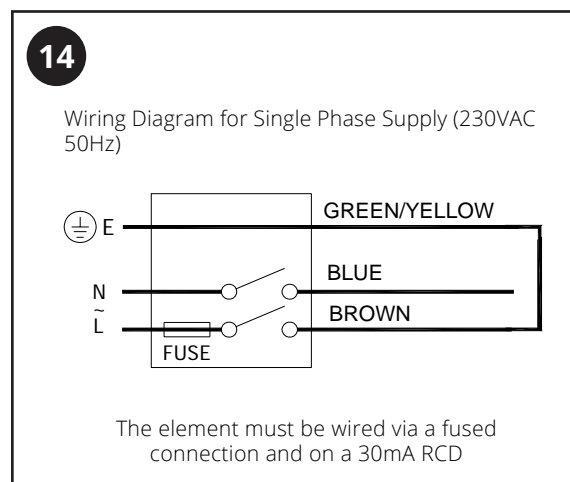 14
Wiring Diagram for Single Phase Supply (230VAC
50Hz)
E
GREEN/YELLOW
N
BLUE
~
L
BROWN
FUSE
The element must be wired via a fused
connection and on a 30mA RCD